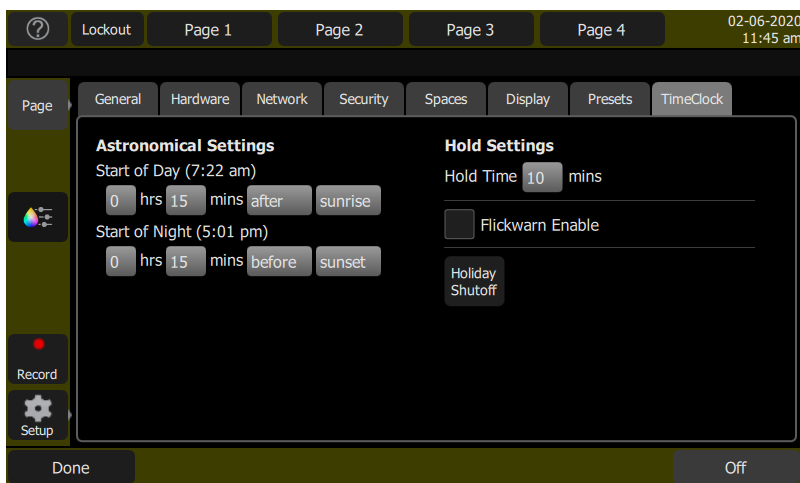 ?
Lockout
Page 1
Page 2
Page 3
Page 4
02-06-2020
11:45 am
Page
General
Hardware
Network
Security
Spaces
Display
Presets
TimeClock
Astronomical Settings
Start of Day (7:22 am)
0 hrs 15 mins after sunrise
Start of Night (5:01 pm)
0 hrs 15 mins before sunset
Hold Settings
Hold Time 10 mins
Flickwarn Enable
Holiday
Shutoff
Record
Setup
Done
Off